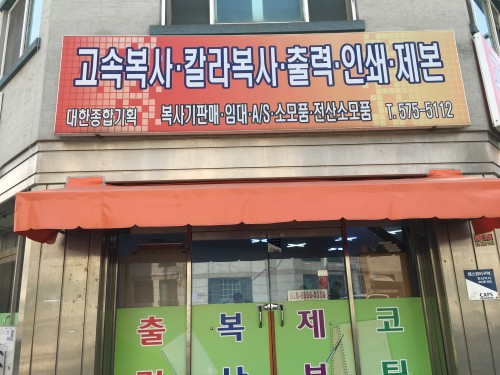 고속복사·칼라복사·출력·인쇄·제본
대한종합기획 복사기판매·임대·A/S·소모품·전산소모품 T. 575-5112
출 복 제 코
CAPS